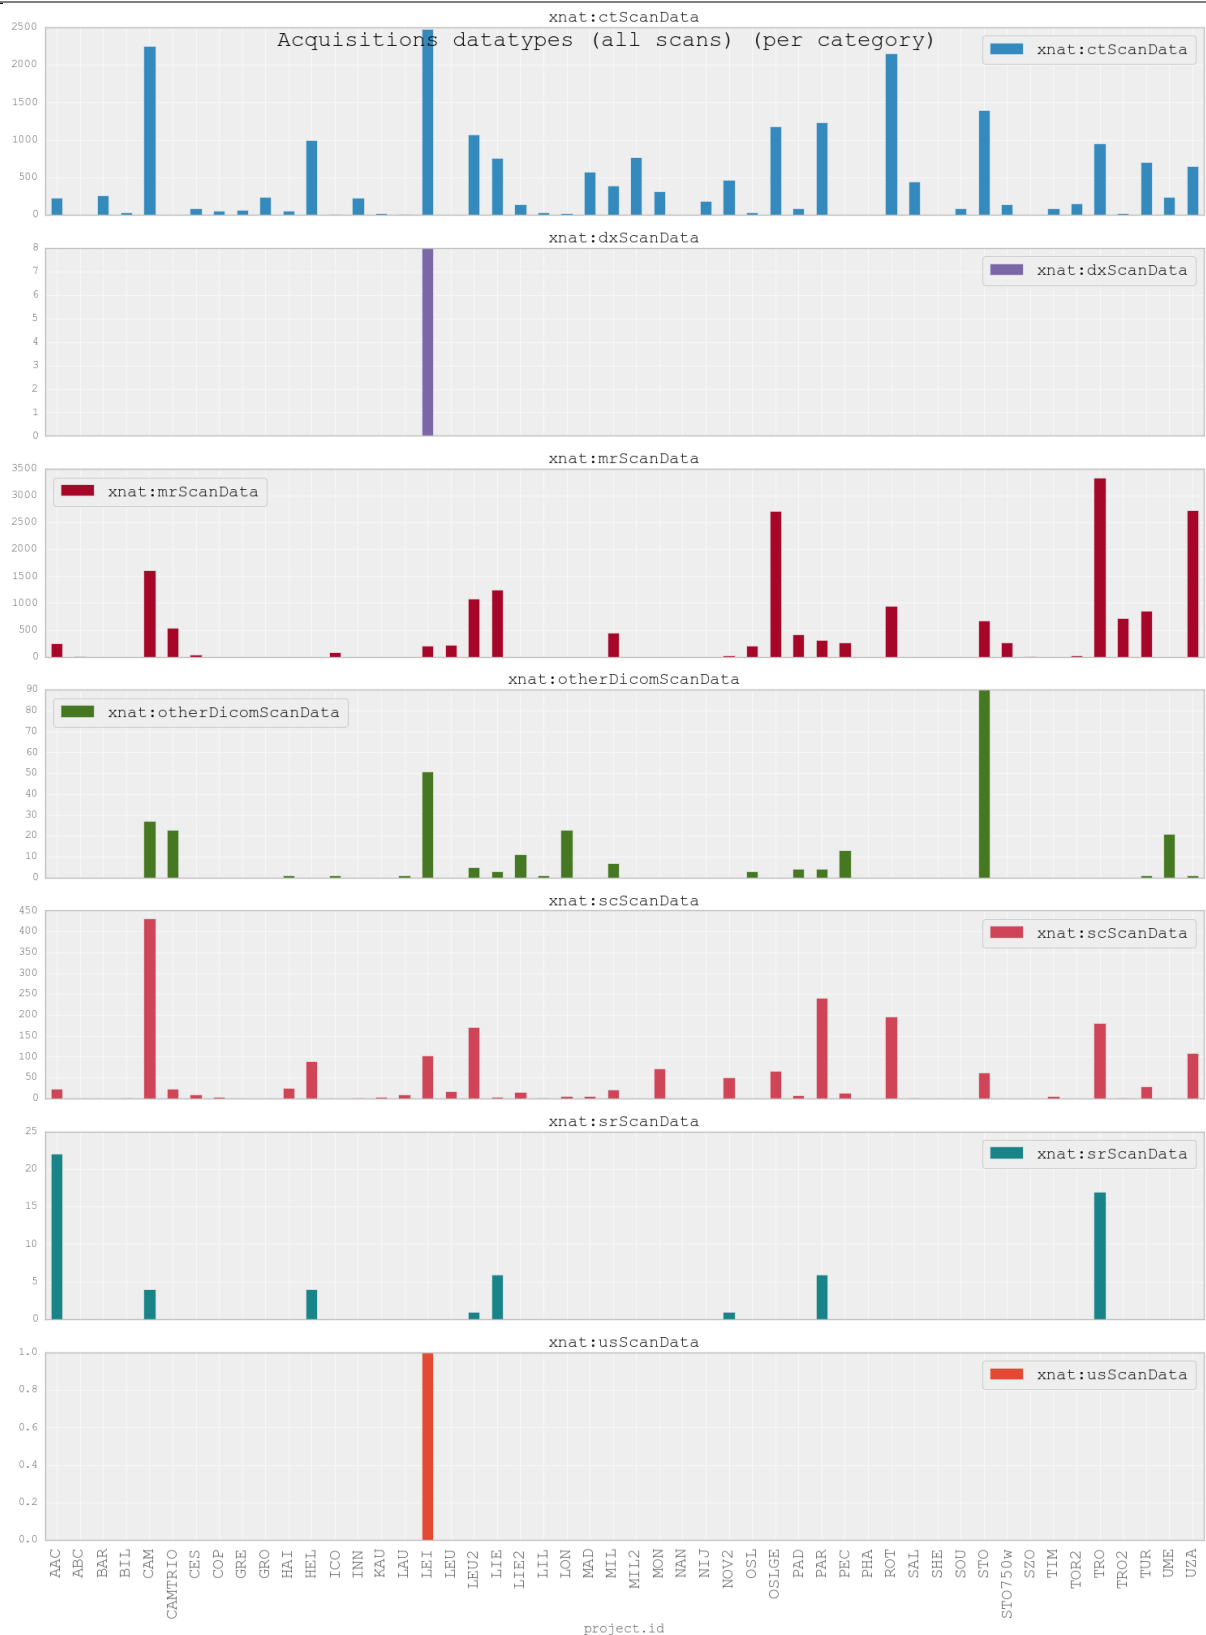 xnat:ctScanData
Acquisitions datatypes (all scans) (per category)
xnat:ctScanData
2500
2000
1500
1000
500
0
xnat:dxScanData
xnat:dxScanData
8
7
6
5
4
3
2
1
0
xnat:mrScanData
xnat:mrScanData
3500
3000
2500
2000
1500
1000
500
0
xnat:otherDicomScanData
xnat:otherDicomScanData
90
80
70
60
50
40
30
20
10
0
xnat:scScanData
xnat:scScanData
450
400
350
300
250
200
150
100
50
0
xnat:srScanData
xnat:srScanData
25
20
15
10
5
0
xnat:usScanData
xnat:usScanData
1.0
0.8
0.6
0.4
0.2
0.0
AAC
ABC
BAR
BIL
CAM
CAMTRIO
CES
COP
GRE
GRO
HAI
HEL
ICO
INN
KAU
LAU
LEI
LEU
LEU2
LIE
LIE2
LIL
LON
MAD
MIL
MIL2
MON
NAN
NIJ
NOV2
OSL
OSLGE
PAD
PAR
PEC
PHA
ROT
SAL
SHE
SOU
STO
STO750w
SZO
TIM
TOR2
TRO
TRO2
TUR
UME
UZA
project.id